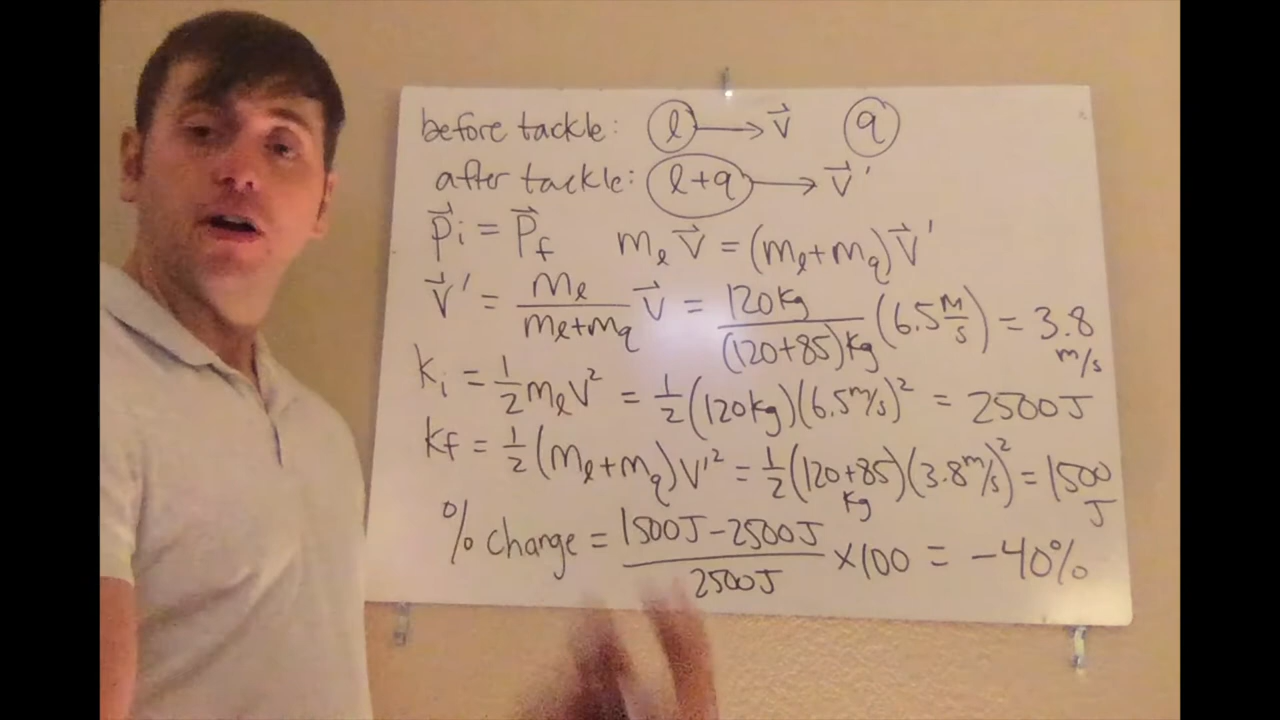 before tackle: ℓ → v⃗ q
after tackle: ℓ+q → v⃗ '
p⃗i = p⃗f mℓ v⃗ = (mℓ+mq) v⃗ '
v⃗ ' = mℓ / (mℓ+mq) v⃗ = 120kg / (120+85)kg (6.5 m/s) = 3.8 m/s
Ki = 1/2 mℓ v² = 1/2 (120kg)(6.5 m/s)² = 2500J
Kf = 1/2 (mℓ+mq) v'² = 1/2 (120+85) kg (3.8 m/s)² = 1500 J
% change = 1500J − 2500J / 2500J × 100 = −40%